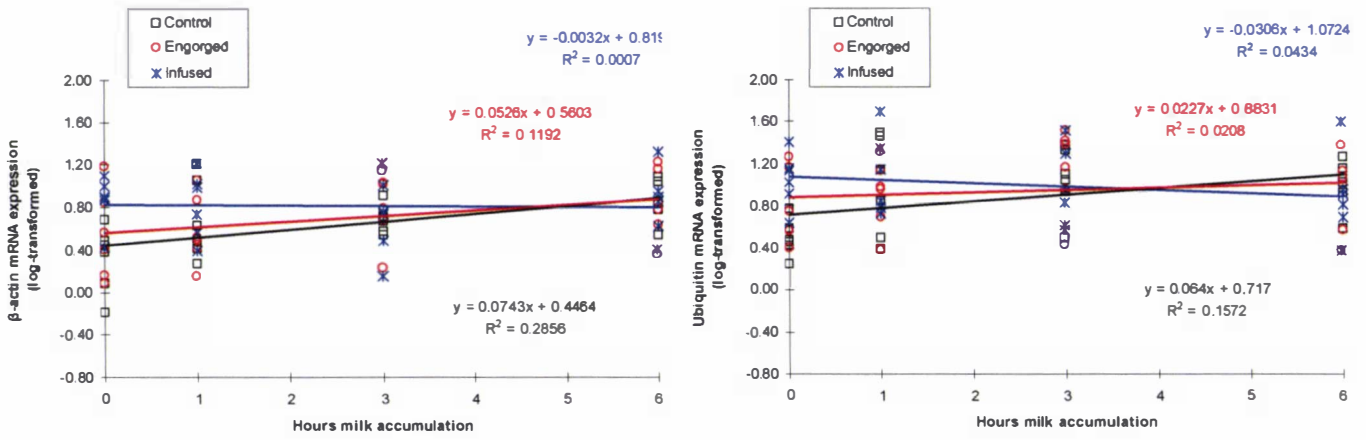 Control
Engorged
Infused
y = -0.0032x + 0.819
R² = 0.0007
y = 0.0526x + 0.5603
R² = 0.1192
y = 0.0743x + 0.4464
R² = 0.2856
β-actin mRNA expression
(log-transformed)
2.00
1.60
1.20
0.80
0.40
0.00
-0.40
-0.80
0 1 2 3 4 5 6
Hours milk accumulation
Control
Engorged
Infused
y = -0.0306x + 1.0724
R² = 0.0434
y = 0.0227x + 0.8831
R² = 0.0208
y = 0.064x + 0.717
R² = 0.1572
Ubiquitin mRNA expression
(log-transformed)
2.00
1.60
1.20
0.80
0.40
0.00
-0.40
-0.80
0 1 2 3 4 5 6
Hours milk accumulation